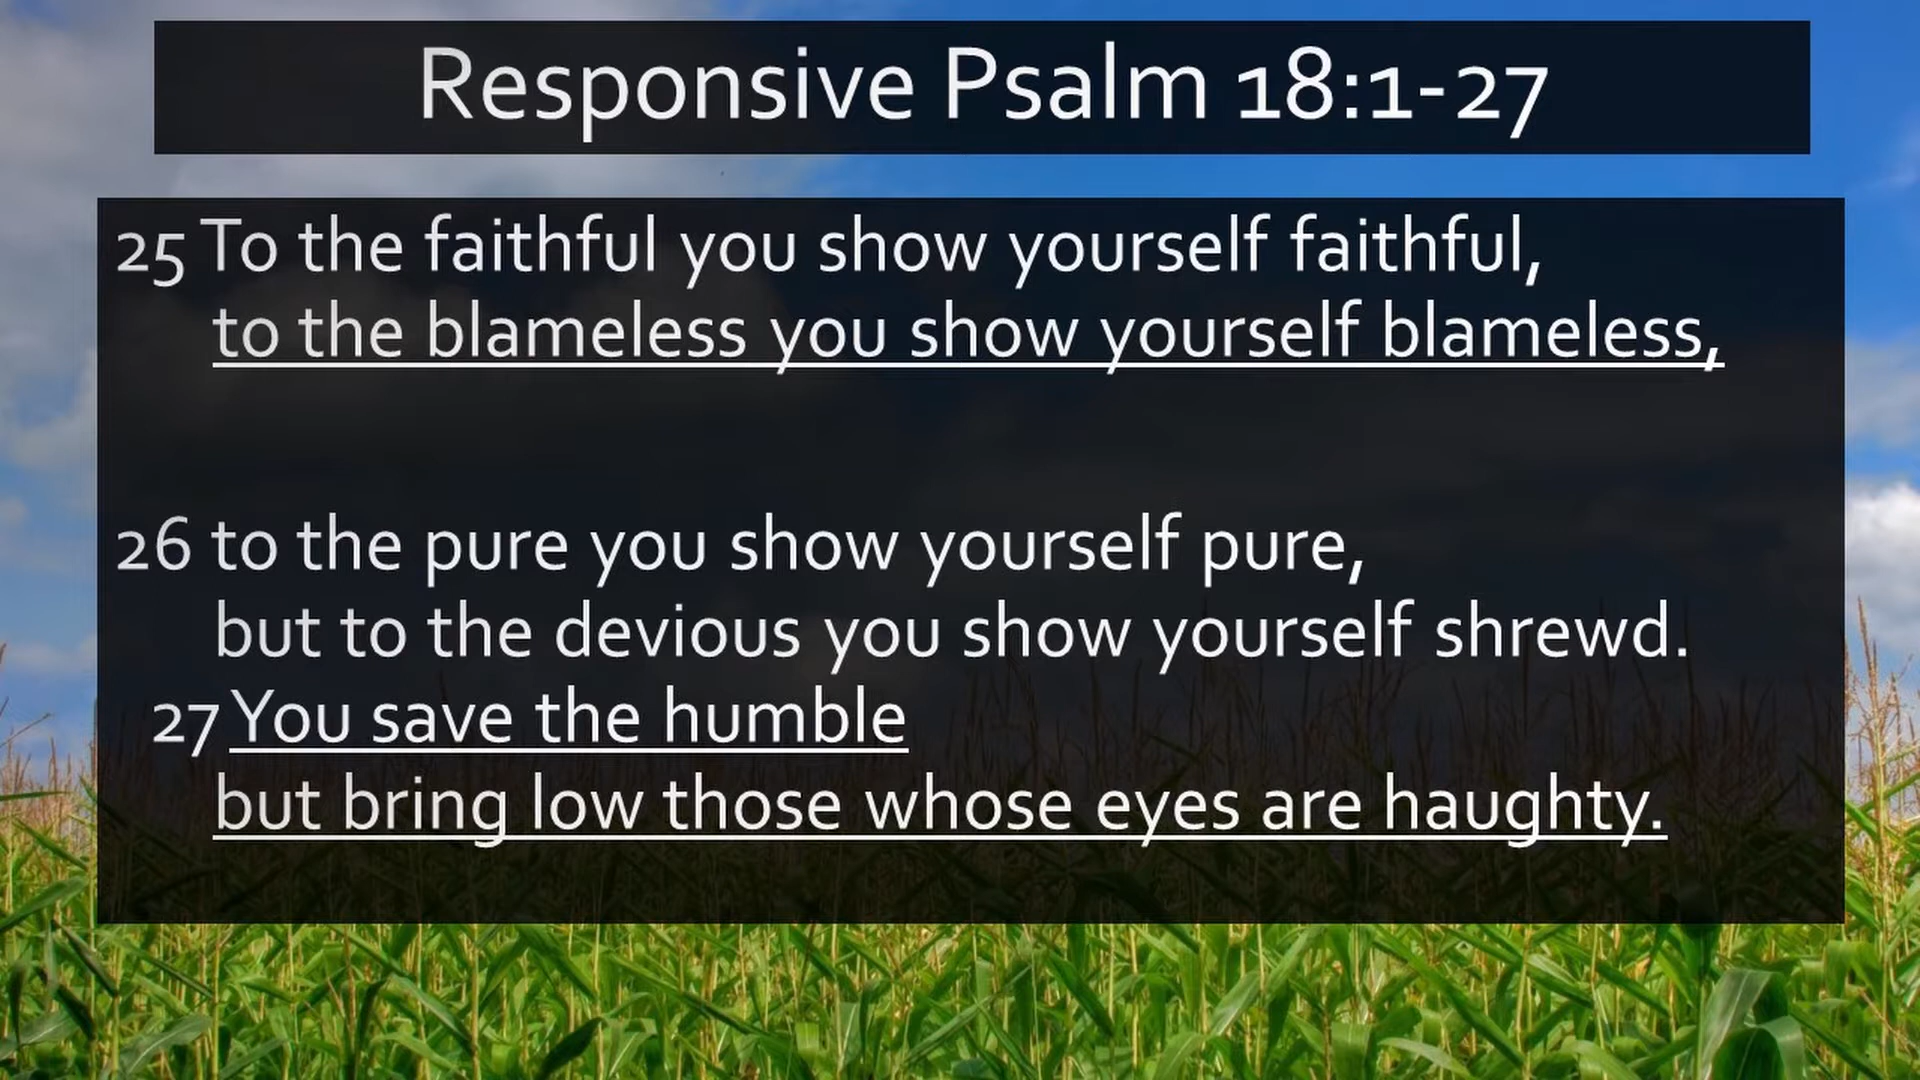 Responsive Psalm 18:1-27
25 To the faithful you show yourself faithful,
to the blameless you show yourself blameless,
26 to the pure you show yourself pure,
but to the devious you show yourself shrewd.
27 You save the humble
but bring low those whose eyes are haughty.